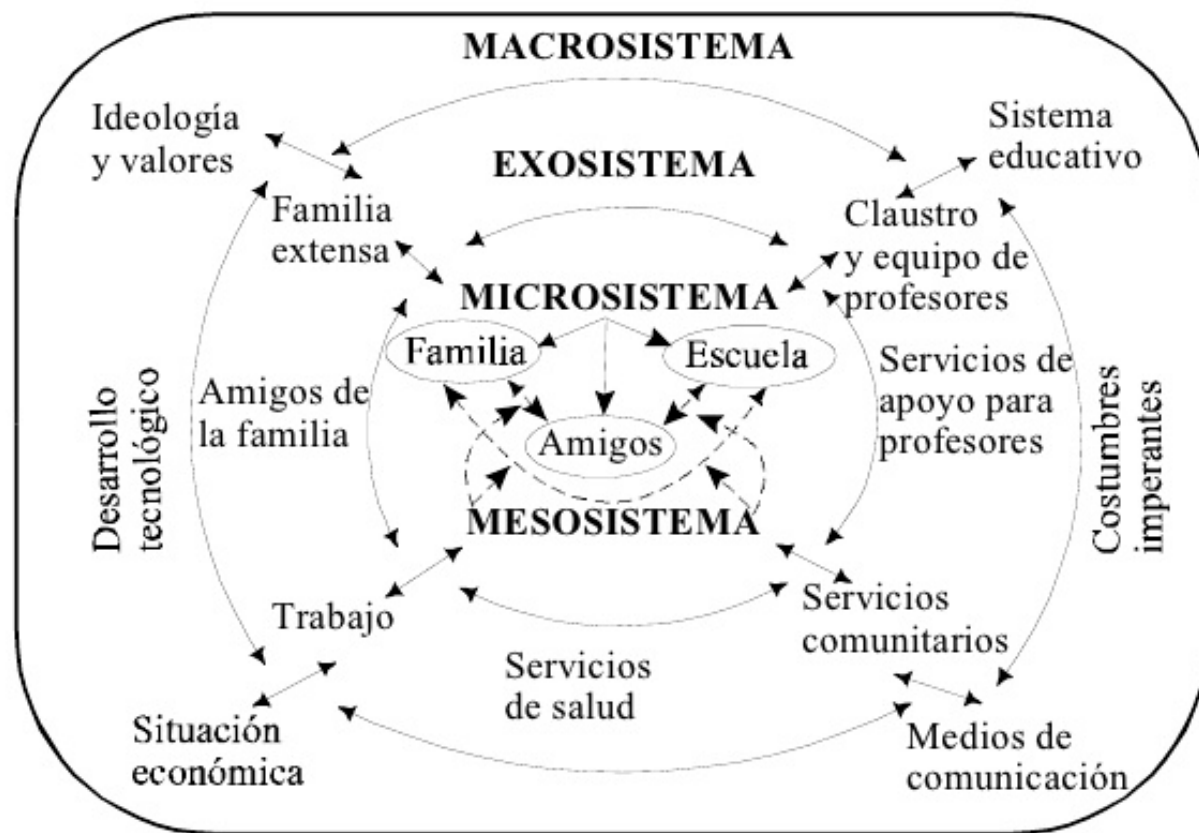 MACROSISTEMA
Ideología
y valores
Sistema
educativo
EXOSISTEMA
Familia
extensa
Claustro
y equipo de
profesores
MICROSISTEMA
Familia
Escuela
Amigos
Amigos de
la familia
Servicios de
apoyo para
profesores
Desarrollo
tecnológico
Costumbres
imperantes
MESOSISTEMA
Trabajo
Servicios
comunitarios
Servicios
de salud
Situación
económica
Medios de
comunicación